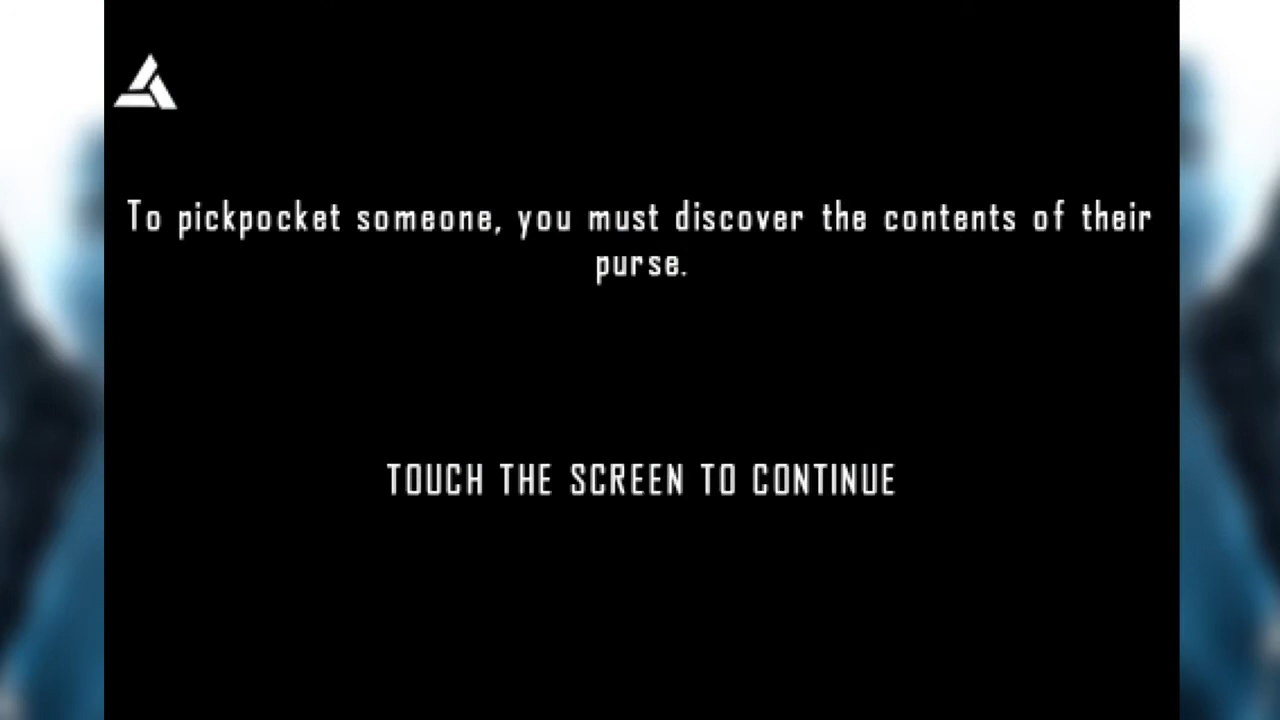 To pickpocket someone, you must discover the contents of their
purse.
TOUCH THE SCREEN TO CONTINUE